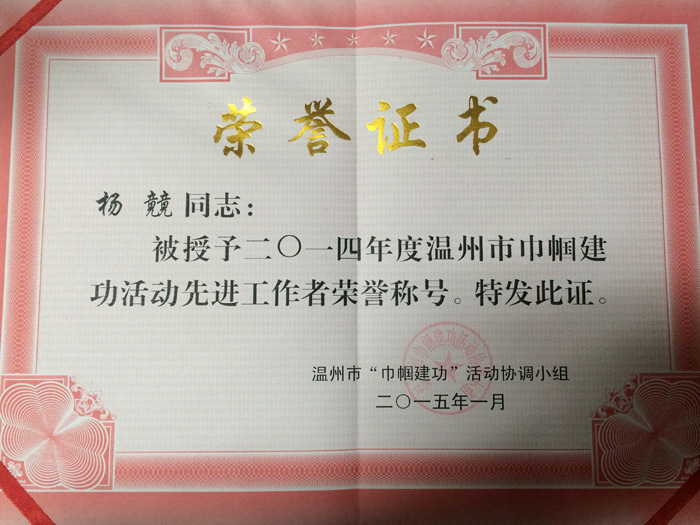 荣誉证书
杨竸同志：
被授予二〇一四年度温州市巾帼建
功活动先进工作者荣誉称号。特发此证。
温州市“巾帼建功”活动协调小组
二〇一五年一月